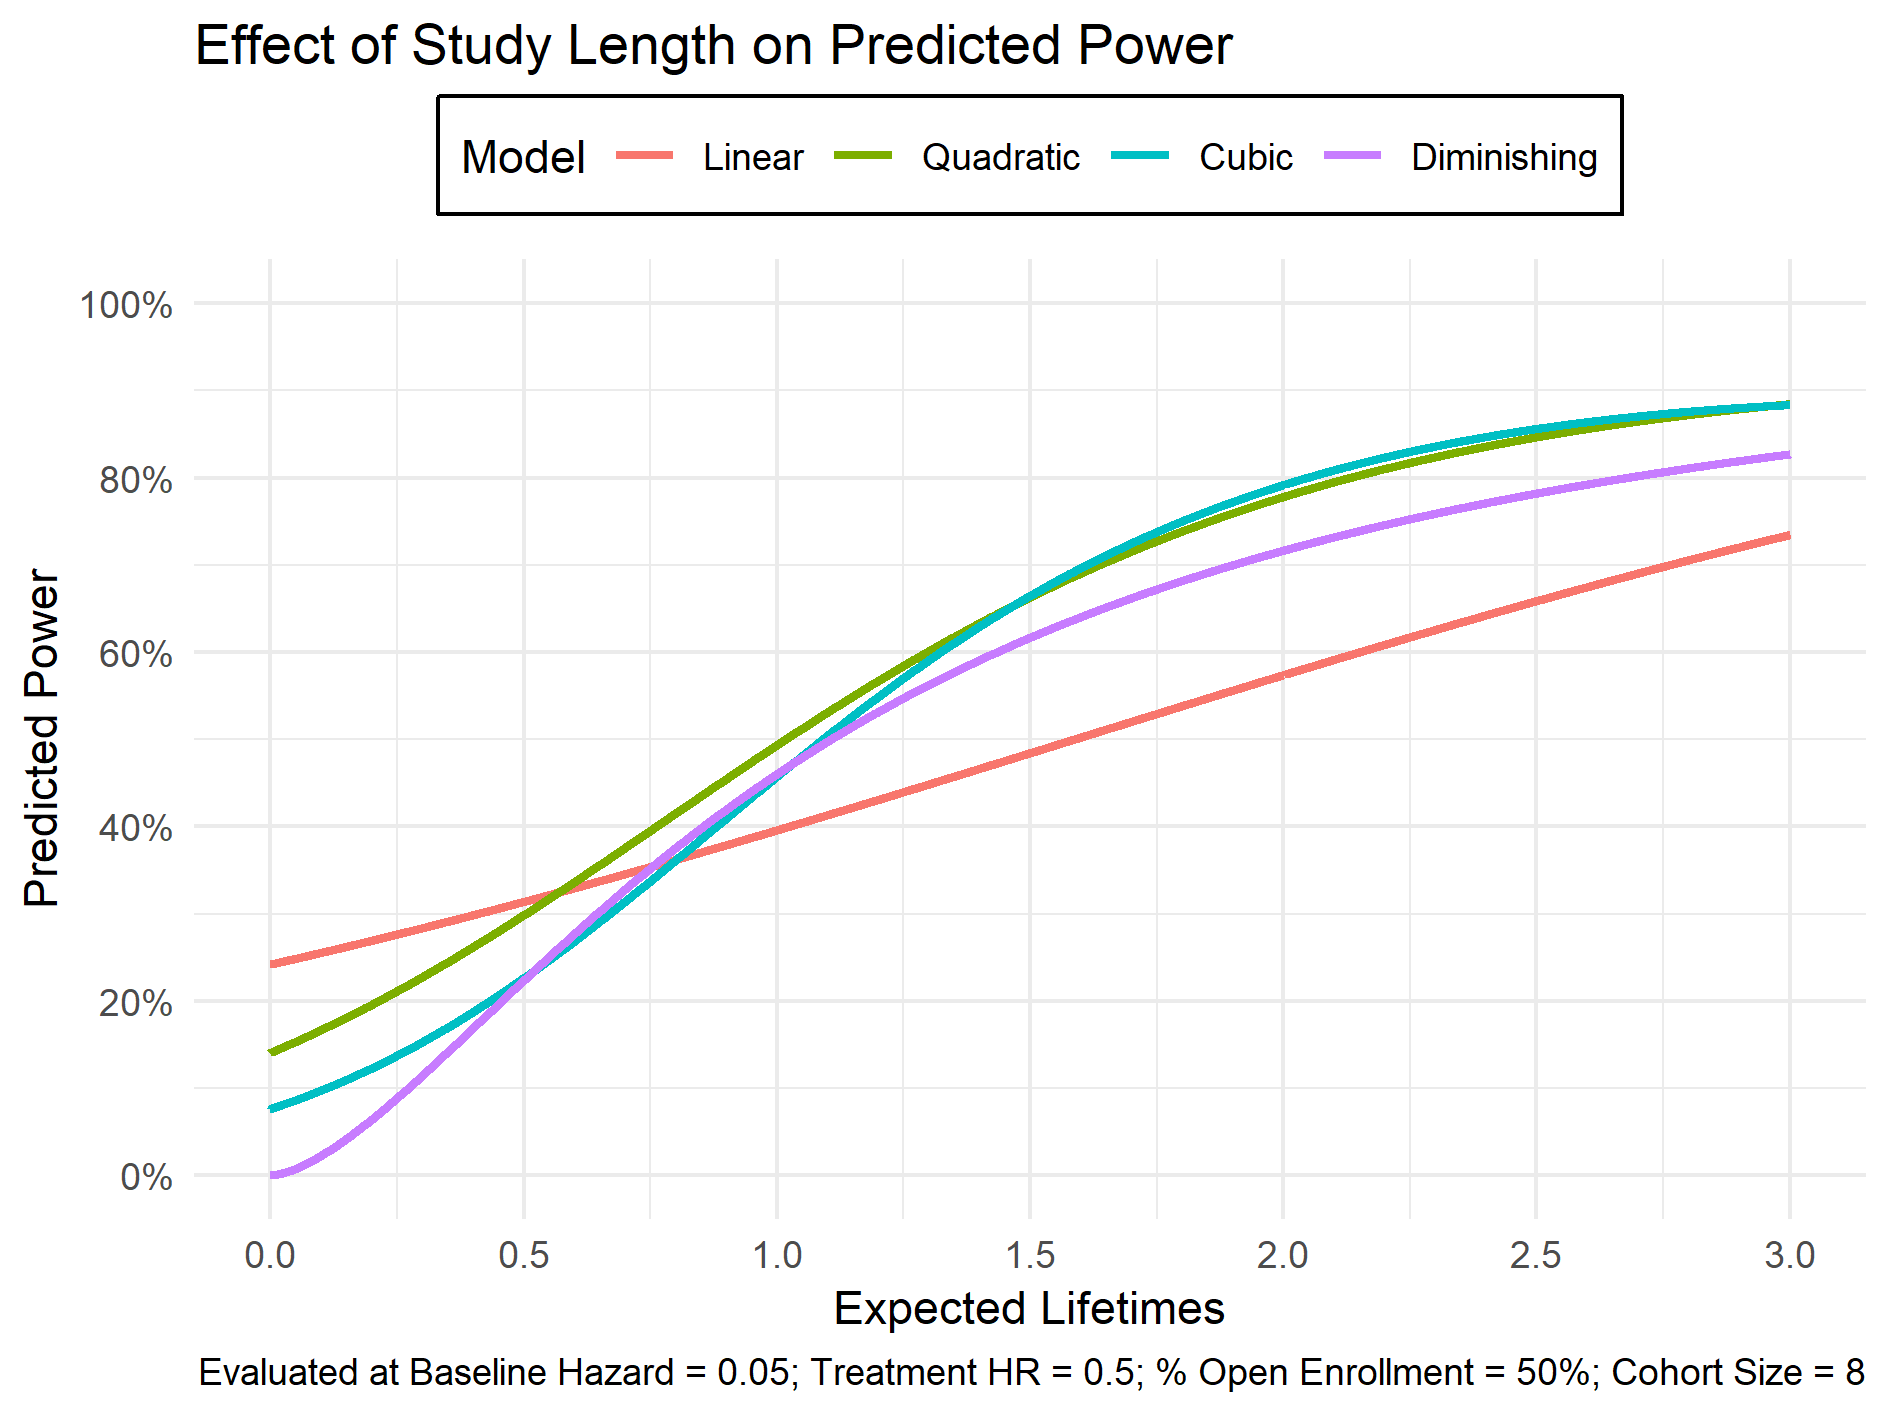 Effect of Study Length on Predicted Power
Model Linear Quadratic Cubic Diminishing
Predicted Power
100%
80%
60%
40%
20%
0%
0.0 0.5 1.0 1.5 2.0 2.5 3.0
Expected Lifetimes
Evaluated at Baseline Hazard = 0.05; Treatment HR = 0.5; % Open Enrollment = 50%; Cohort Size = 8